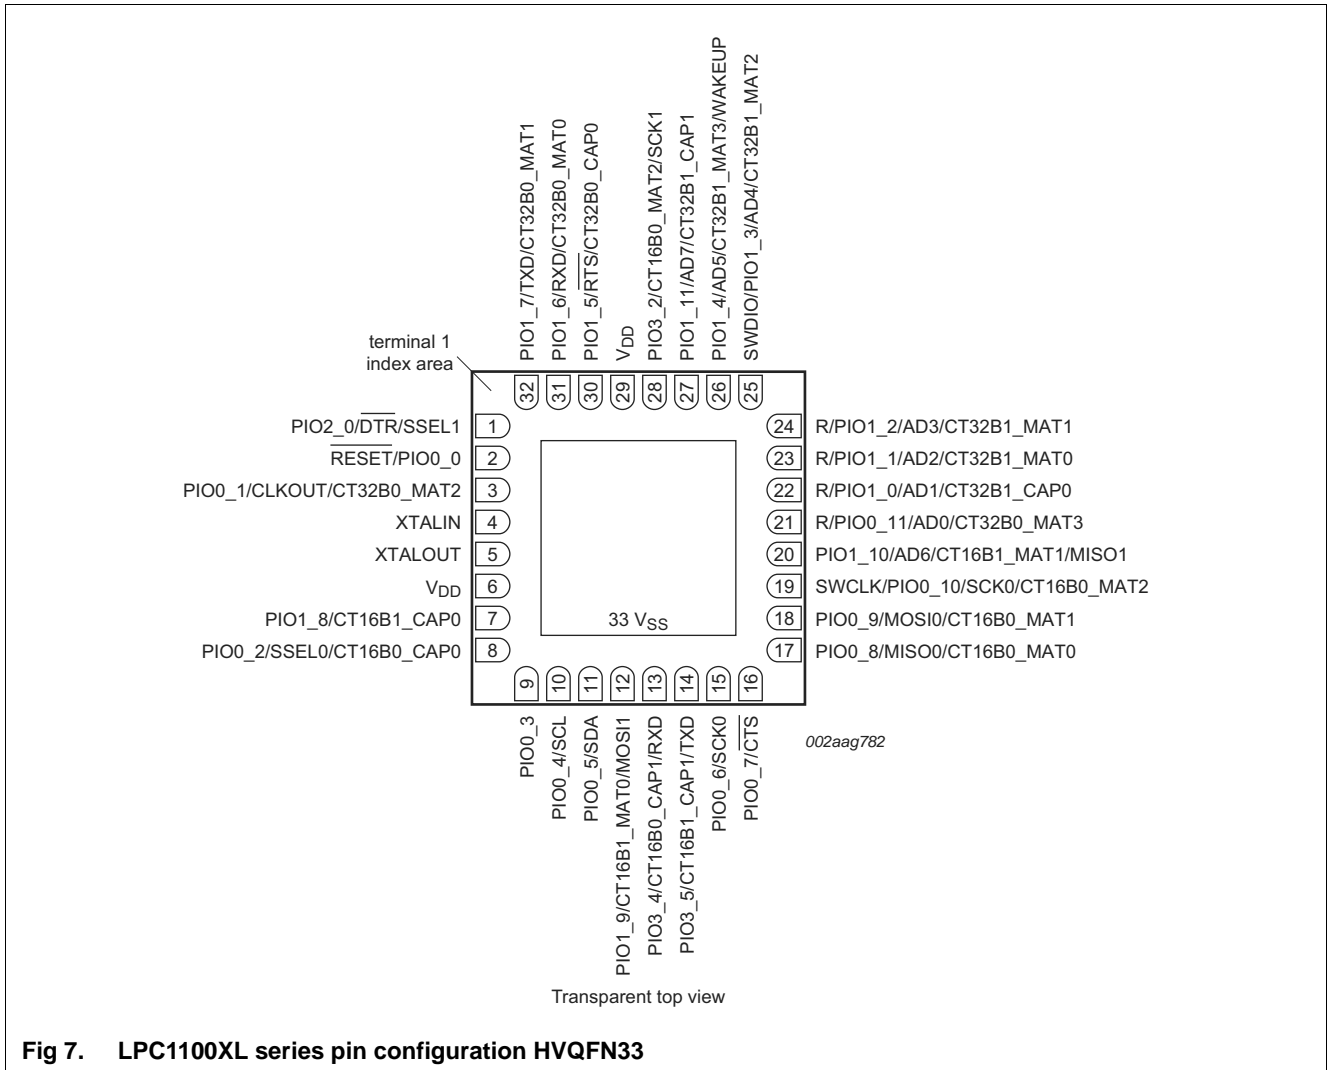 PIO1_7/TXD/CT32B0_MAT1
PIO1_6/RXD/CT32B0_MAT0
PIO1_5/RTS/CT32B0_CAP0
VDD
PIO3_2/CT16B0_MAT2/SCK1
PIO1_11/AD7/CT32B1_CAP1
PIO1_4/AD5/CT32B1_MAT3/WAKEUP
SWDIO/PIO1_3/AD4/CT32B1_MAT2
terminal 1
index area
32 31 30 29 28 27 26 25
PIO2_0/DTR/SSEL1 1
RESET/PIO0_0 2
PIO0_1/CLKOUT/CT32B0_MAT2 3
XTALIN 4
XTALOUT 5
VDD 6
PIO1_8/CT16B1_CAP0 7
PIO0_2/SSEL0/CT16B0_CAP0 8
24 R/PIO1_2/AD3/CT32B1_MAT1
23 R/PIO1_1/AD2/CT32B1_MAT0
22 R/PIO1_0/AD1/CT32B1_CAP0
21 R/PIO0_11/AD0/CT32B0_MAT3
20 PIO1_10/AD6/CT16B1_MAT1/MISO1
19 SWCLK/PIO0_10/SCK0/CT16B0_MAT2
18 PIO0_9/MOSI0/CT16B0_MAT1
17 PIO0_8/MISO0/CT16B0_MAT0
33 VSS
9 10 11 12 13 14 15 16
PIO0_3
PIO0_4/SCL
PIO0_5/SDA
PIO1_9/CT16B1_MAT0/MOSI1
PIO3_4/CT16B0_CAP1/RXD
PIO3_5/CT16B1_CAP1/TXD
PIO0_6/SCK0
PIO0_7/CTS
002aag782
Transparent top view
Fig 7. LPC1100XL series pin configuration HVQFN33